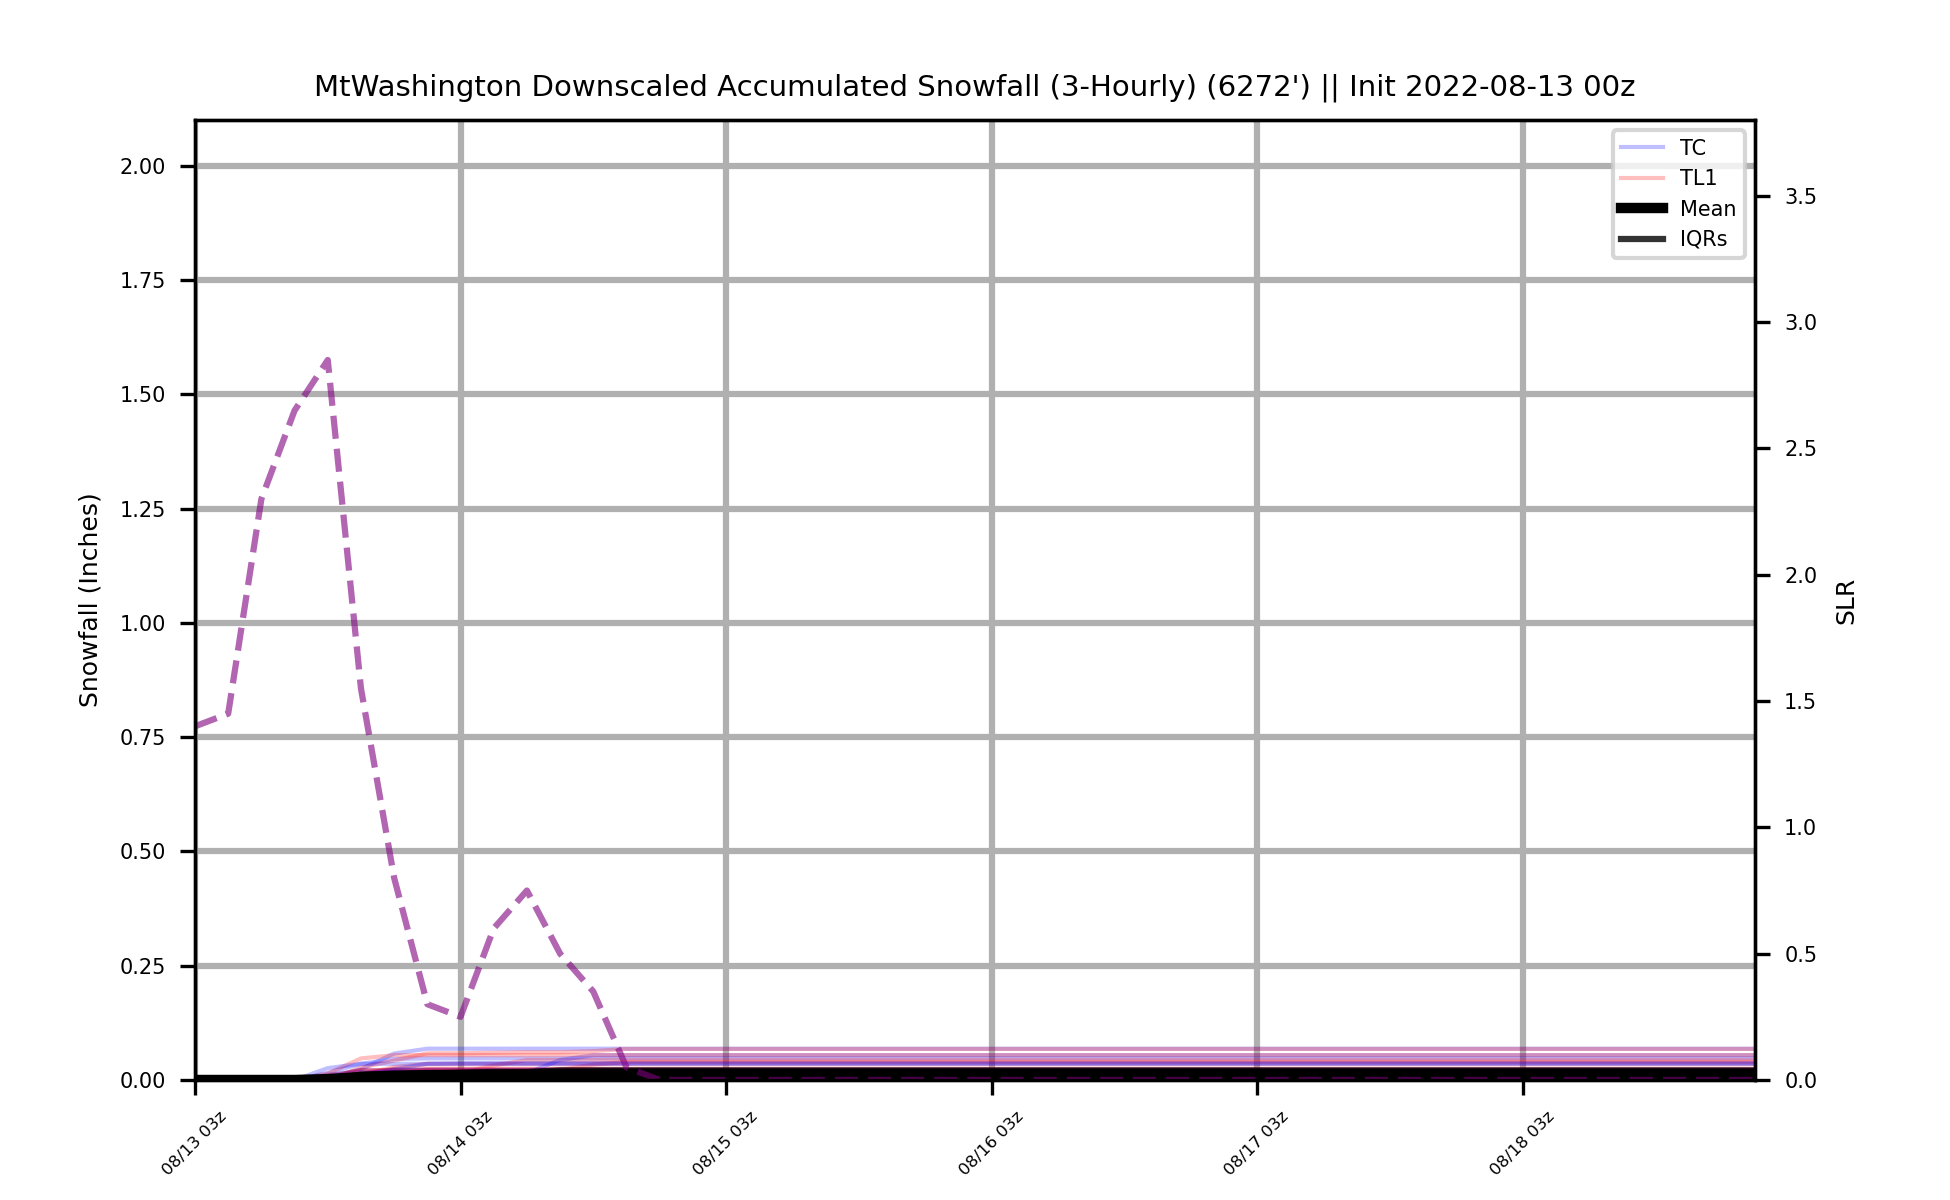 MtWashington Downscaled Accumulated Snowfall (3-Hourly) (6272') || Init 2022-08-13 00z
TC
TL1
Mean
IQRs
Snowfall (Inches)
2.00
1.75
1.50
1.25
1.00
0.75
0.50
0.25
0.00
SLR
3.5
3.0
2.5
2.0
1.5
1.0
0.5
0.0
08/13 03z
08/14 03z
08/15 03z
08/16 03z
08/17 03z
08/18 03z